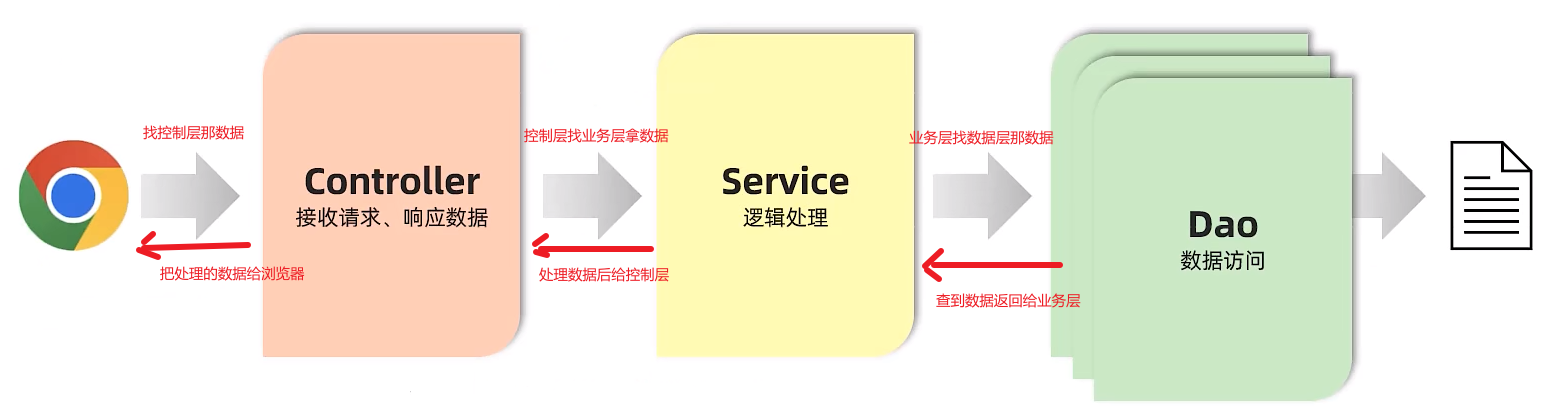 找控制层那数据
控制层找业务层拿数据
业务层找数据层那数据
Controller
接收请求、响应数据
Service
逻辑处理
Dao
数据访问
把处理的数据给浏览器
处理数据后给控制层
查到数据返回给业务层